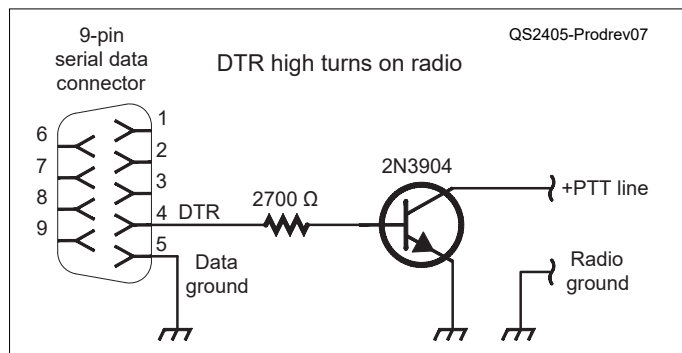 9-pin
serial data
connector
QS2405-Prodrev07
DTR high turns on radio
1
6
2
7
3
8
4
9
5
DTR
2700 Ω
2N3904
+PTT line
Data
ground
Radio
ground